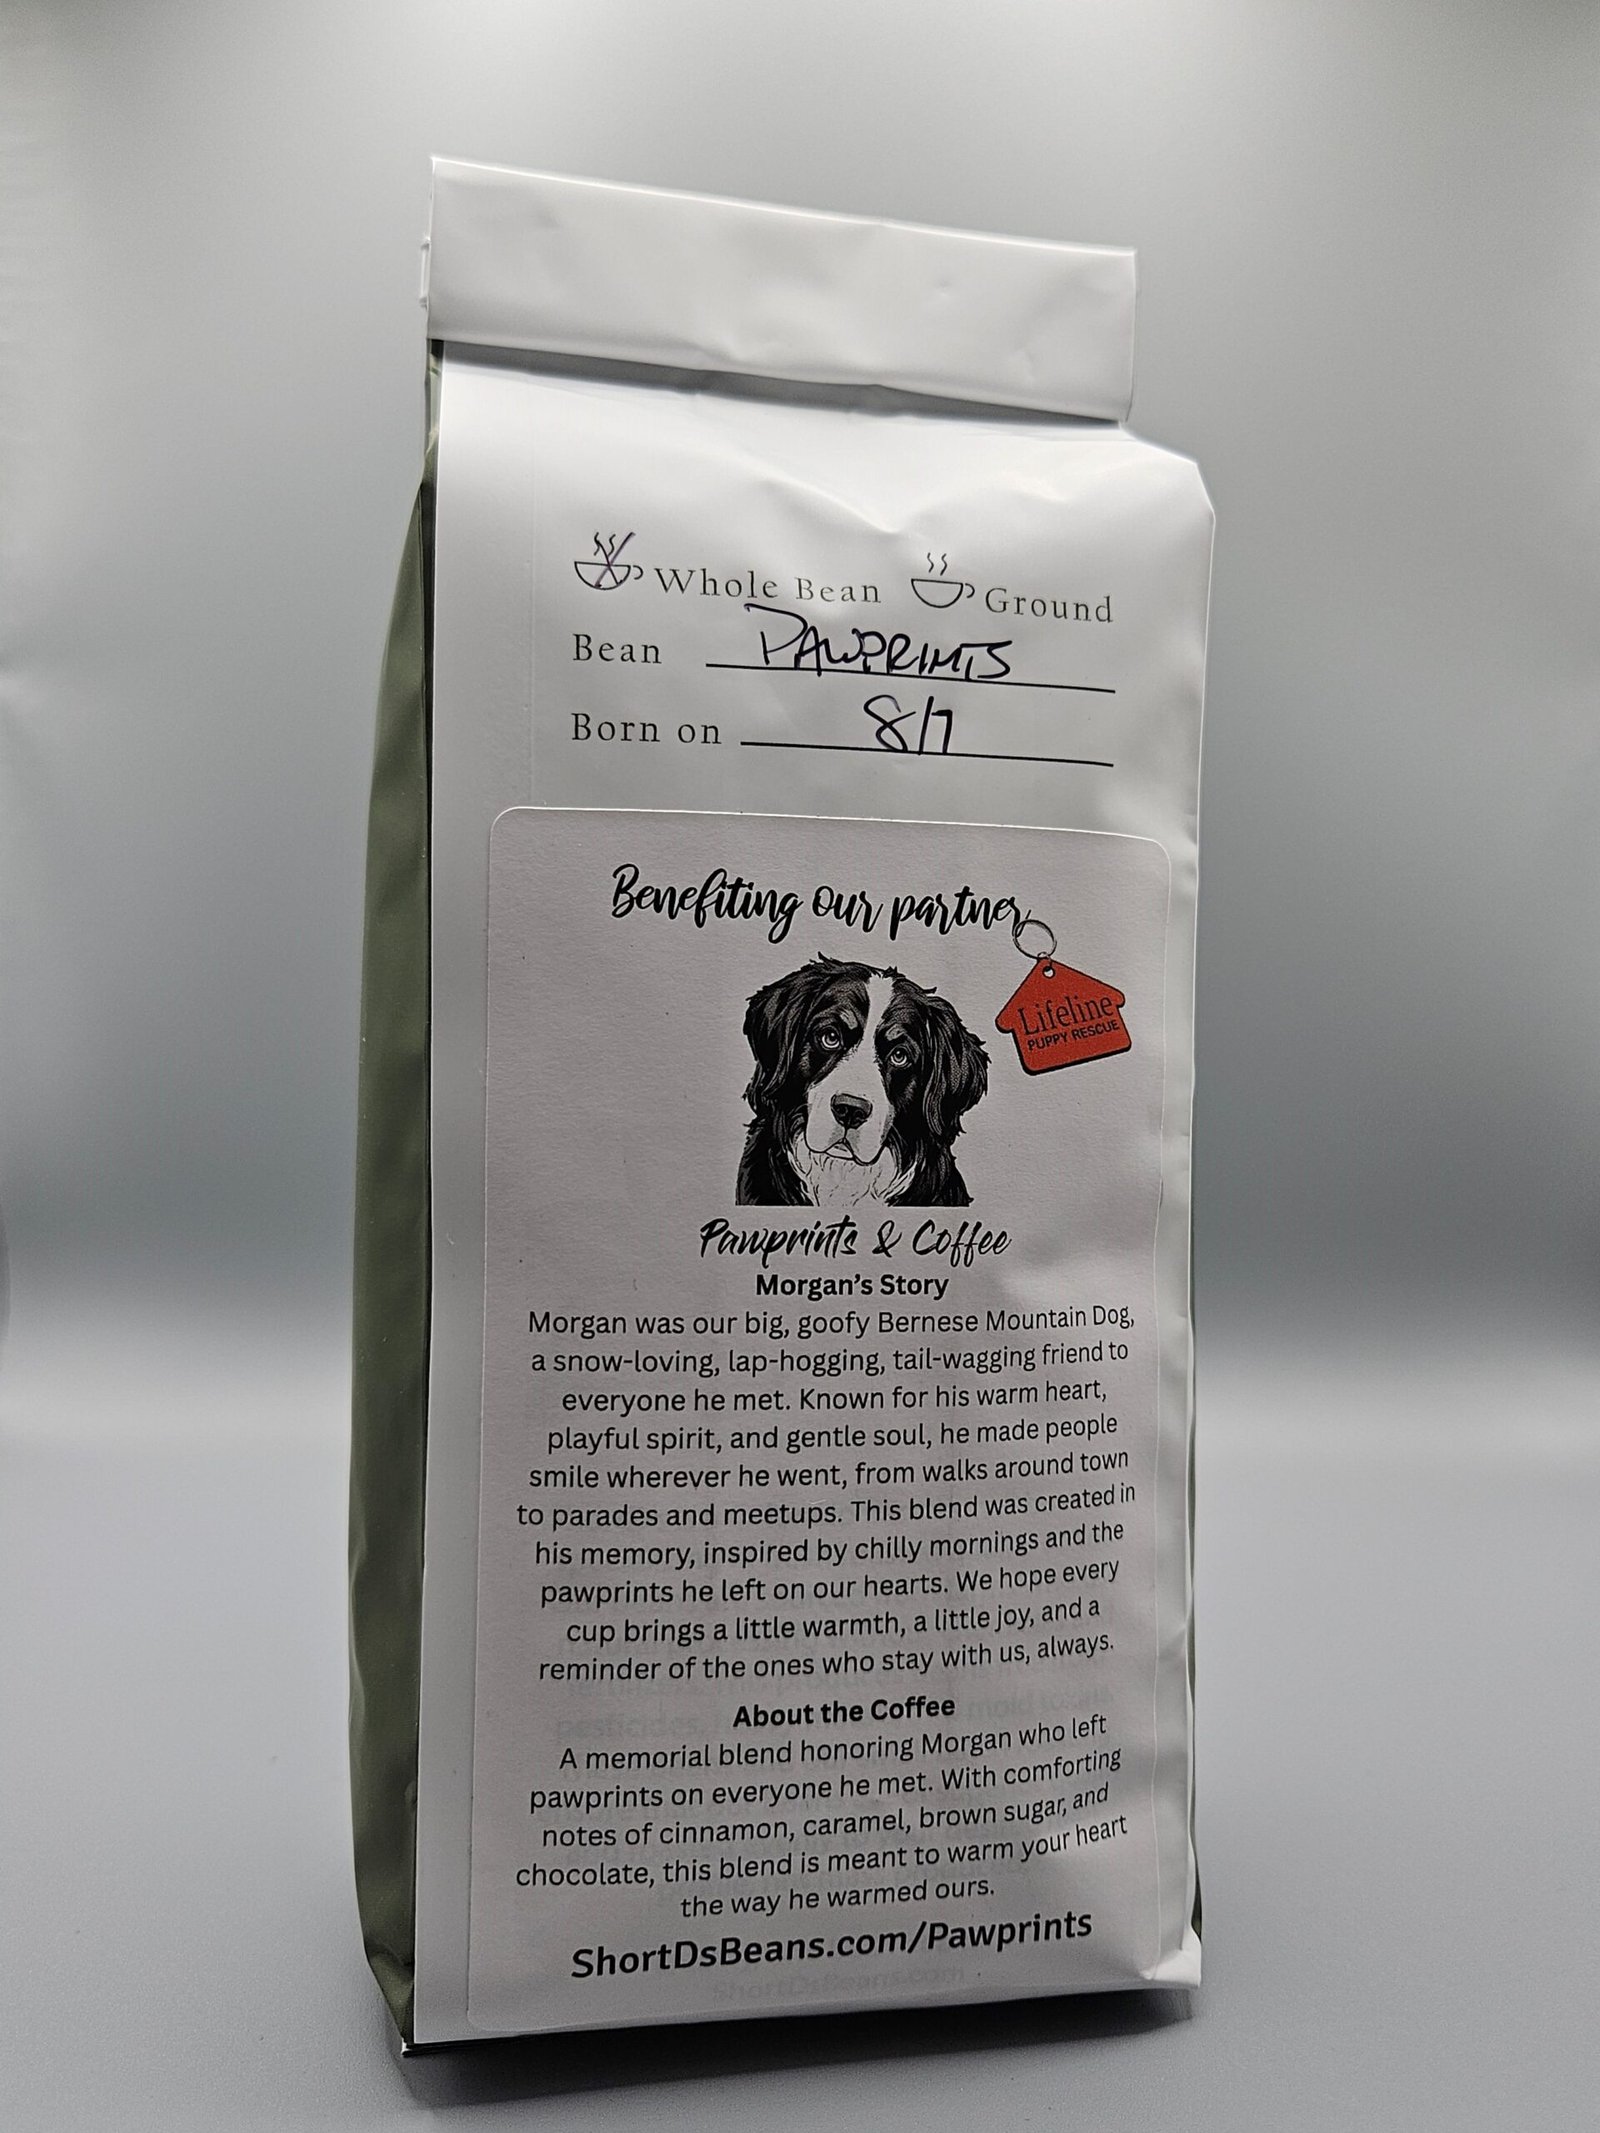 Whole Bean Ground
Bean PAWPRINTS
Born on 8/7
Benefiting our partner
Lifeline
PUPPY RESCUE
Pawprints & Coffee
Morgan's Story
Morgan was our big, goofy Bernese Mountain Dog,
a snow-loving, lap-hogging, tail-wagging friend to
everyone he met. Known for his warm heart,
playful spirit, and gentle soul, he made people
smile wherever he went, from walks around town
to parades and meetups. This blend was created in
his memory, inspired by chilly mornings and the
pawprints he left on our hearts. We hope every
cup brings a little warmth, a little joy, and a
reminder of the ones who stay with us, always.
About the Coffee
A memorial blend honoring Morgan who left
pawprints on everyone he met. With comforting
notes of cinnamon, caramel, brown sugar, and
chocolate, this blend is meant to warm your heart
the way he warmed ours.
ShortDsBeans.com/Pawprints
ShortDsBeans.com